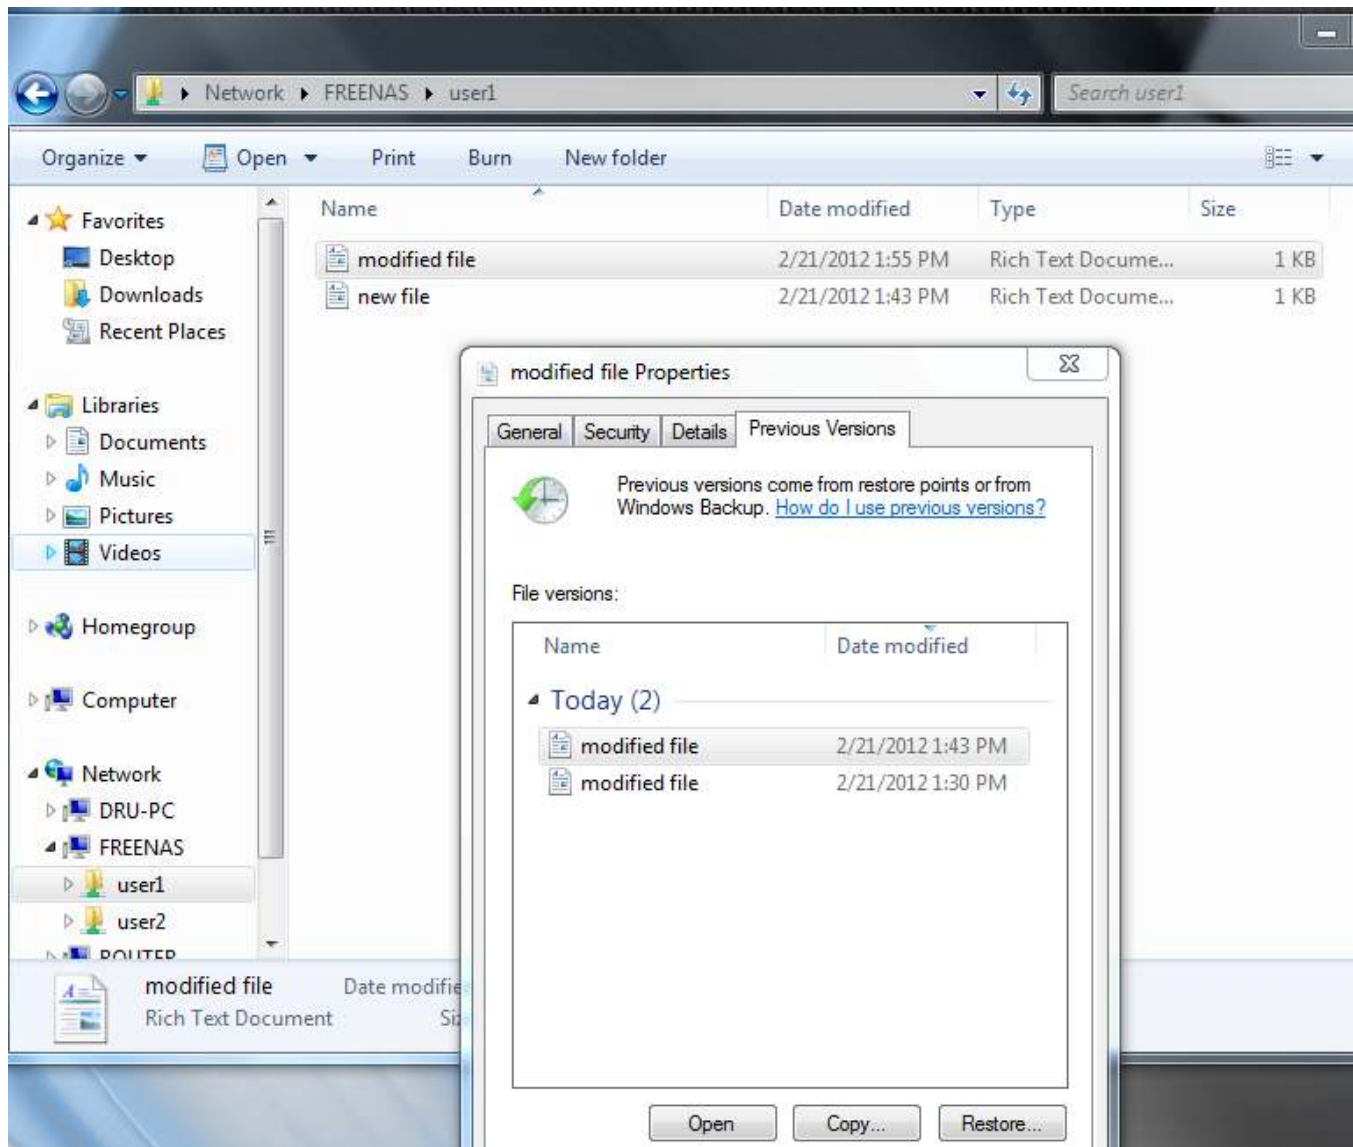 Network FREENAS user1 Search user1
Organize Open Print Burn New folder
Name Date modified Type Size
Favorites
Desktop
Downloads
Recent Places
Libraries
Documents
Music
Pictures
Videos
Homegroup
Computer
Network
DRU-PC
FREENAS
user1
user2
ROUTER
modified file 2/21/2012 1:55 PM Rich Text Docume... 1 KB
new file 2/21/2012 1:43 PM Rich Text Docume... 1 KB
modified file Properties
General Security Details Previous Versions
Previous versions come from restore points or from
Windows Backup. How do I use previous versions?
File versions:
Name Date modified
Today (2)
modified file 2/21/2012 1:43 PM
modified file 2/21/2012 1:30 PM
Open Copy... Restore...
modified file Date modifie
Rich Text Document Si